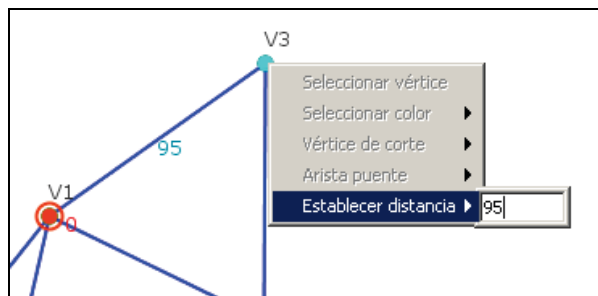 V3
Seleccionar vértice
Seleccionar color
Vértice de corte
Arista puente
Establecer distancia 95
95
V1
0